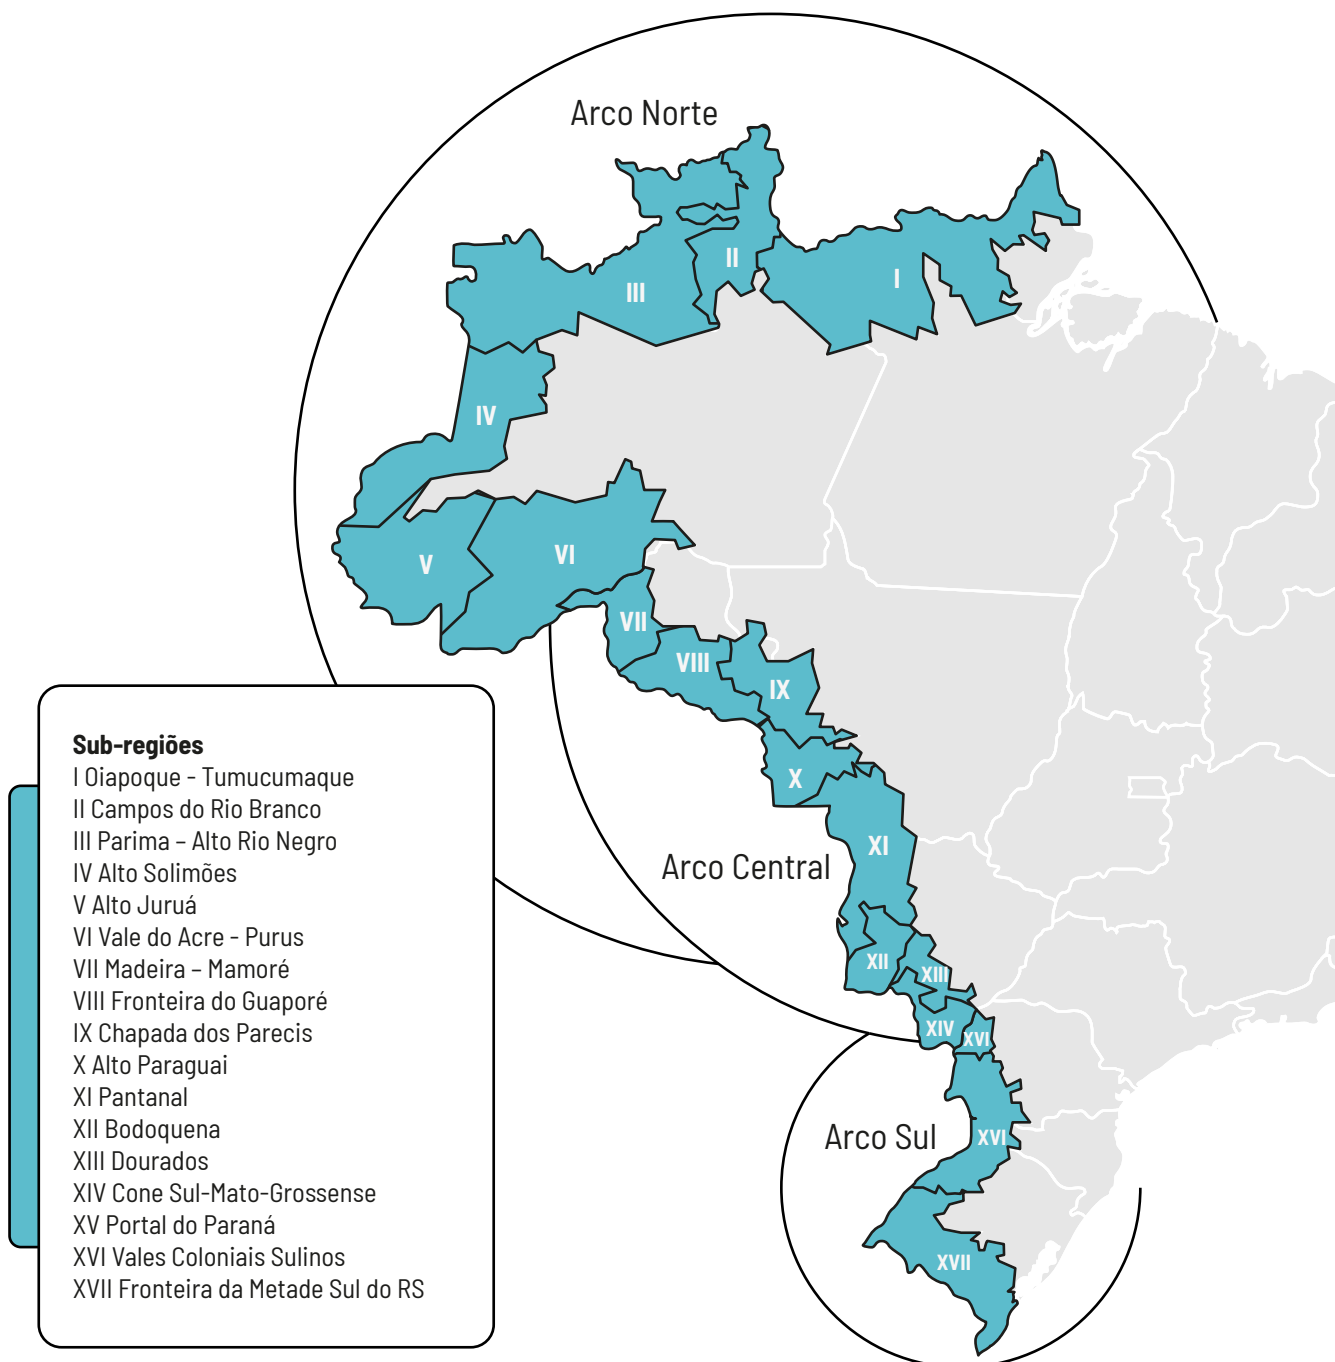 Arco Norte
I
II
III
IV
V
VI
VII
VIII
IX
X
XI
Arco Central
XII
XIII
XIV
XVI
Arco Sul
XVI
XVII
Sub-regiões
I Oiapoque - Tumucumaque
II Campos do Rio Branco
III Parima – Alto Rio Negro
IV Alto Solimões
V Alto Juruá
VI Vale do Acre - Purus
VII Madeira – Mamoré
VIII Fronteira do Guaporé
IX Chapada dos Parecis
X Alto Paraguai
XI Pantanal
XII Bodoquena
XIII Dourados
XIV Cone Sul-Mato-Grossense
XV Portal do Paraná
XVI Vales Coloniais Sulinos
XVII Fronteira da Metade Sul do RS